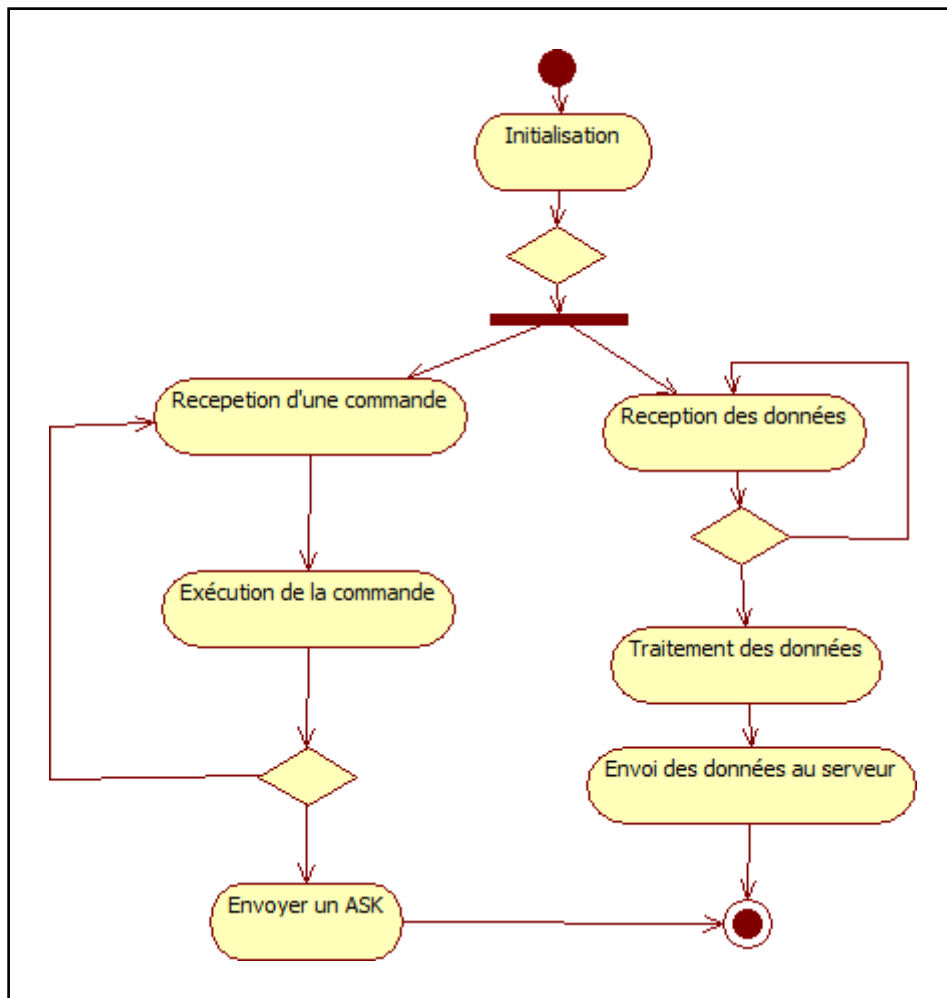 Initialisation
Recepetion d'une commande
Reception des données
Exécution de la commande
Traitement des données
Envoi des données au serveur
Envoyer un ASK